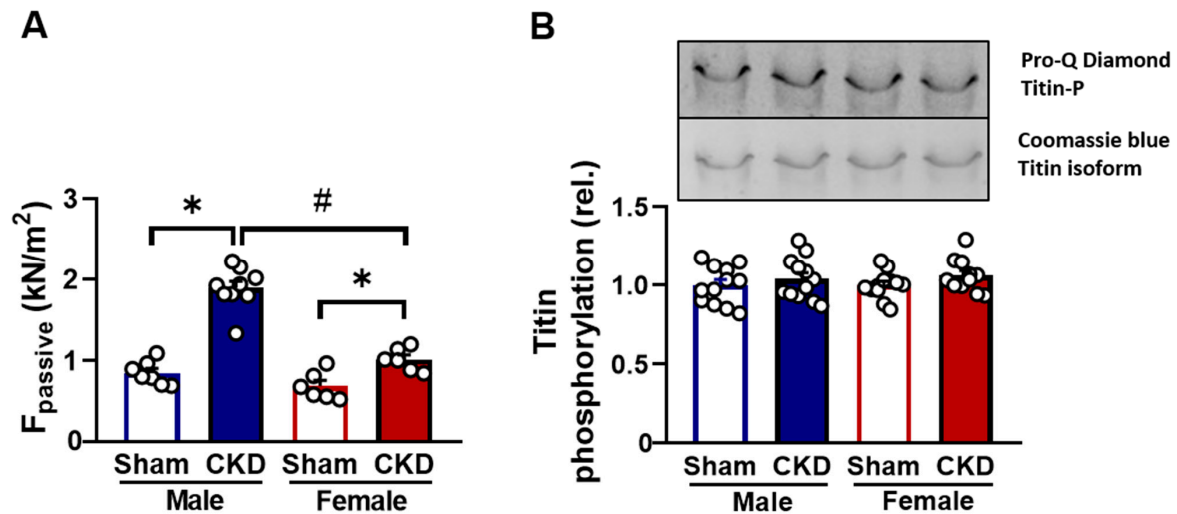 A
F passive (kN/m2)
3
2
1
0
*
#
*
Sham CKD Sham CKD
Male Female
B
Pro-Q Diamond
Titin-P
Coomassie blue
Titin isoform
Titin
phosphorylation (rel.)
1.5
1.0
0.5
0
Sham CKD Sham CKD
Male Female